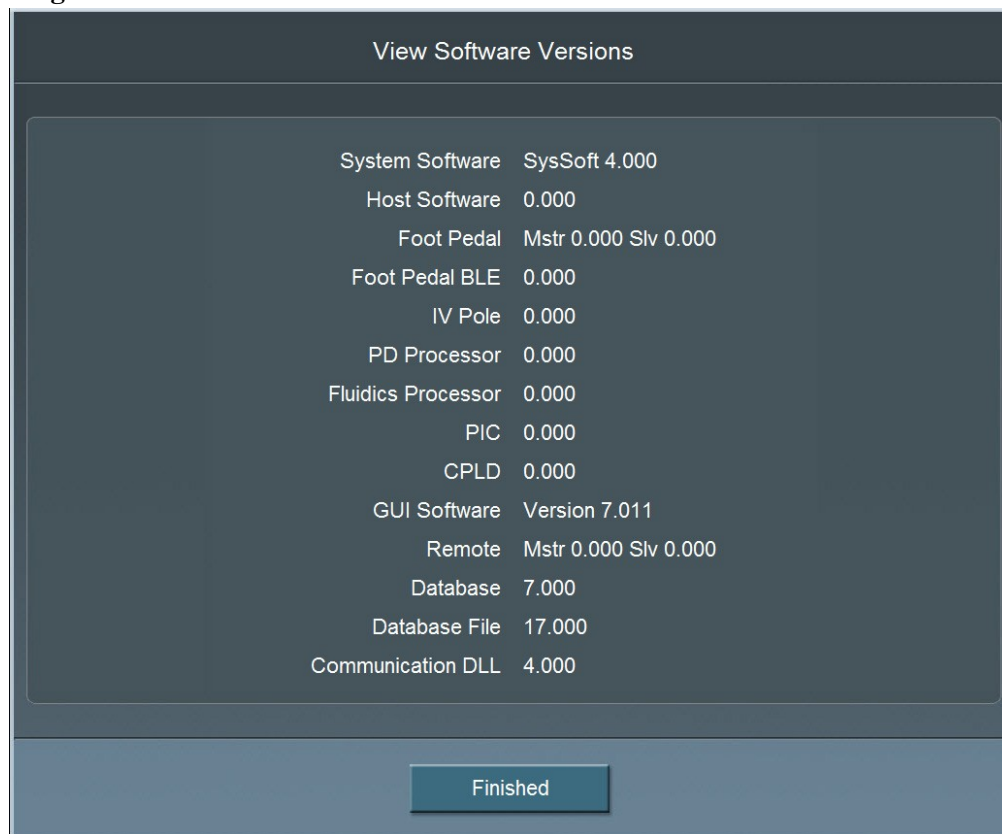 View Software Versions
System Software SysSoft 4.000
Host Software 0.000
Foot Pedal Mstr 0.000 Slv 0.000
Foot Pedal BLE 0.000
IV Pole 0.000
PD Processor 0.000
Fluidics Processor 0.000
PIC 0.000
CPLD 0.000
GUI Software Version 7.011
Remote Mstr 0.000 Slv 0.000
Database 7.000
Database File 17.000
Communication DLL 4.000
Finished